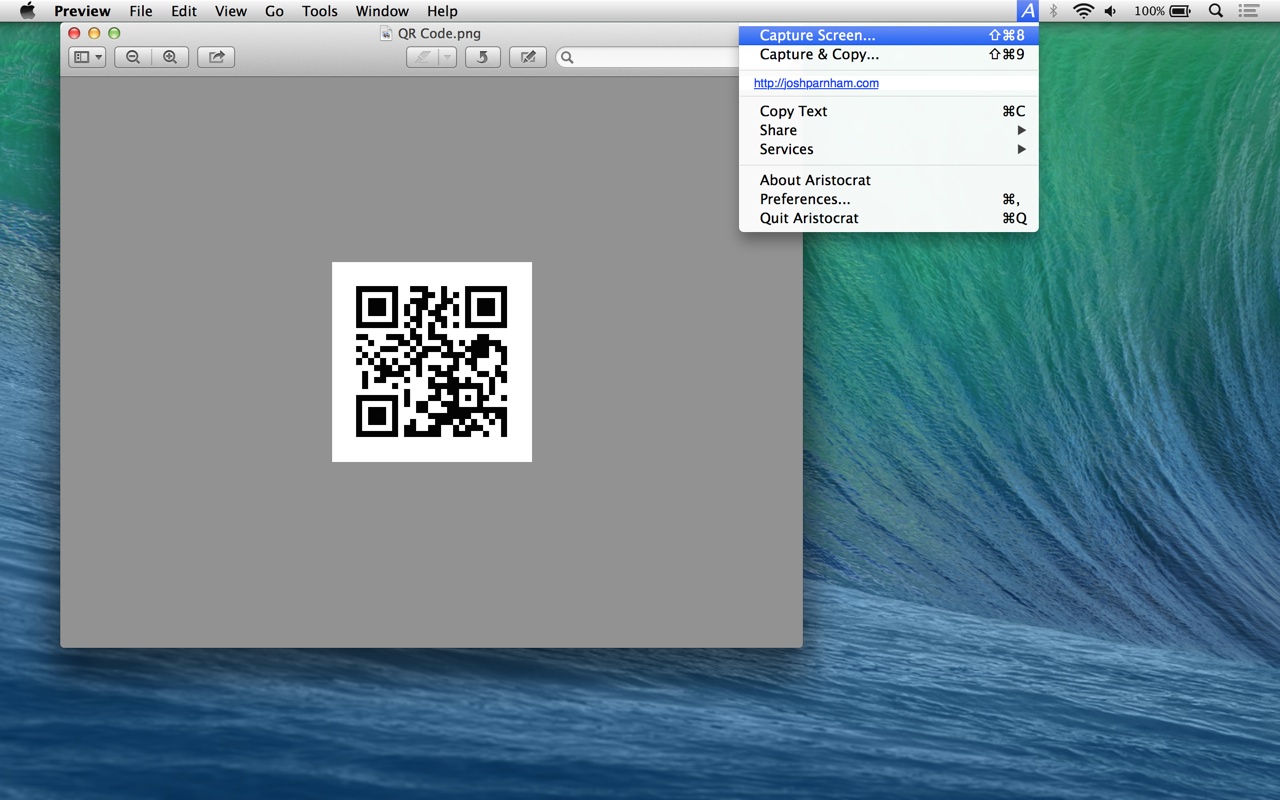 Preview File Edit View Go Tools Window Help A 100%
QR Code.png
Capture Screen... ⇧⌘8
Capture & Copy... ⇧⌘9
http://joshparnham.com
Copy Text ⌘C
Share
Services
About Aristocrat
Preferences... ⌘,
Quit Aristocrat ⌘Q